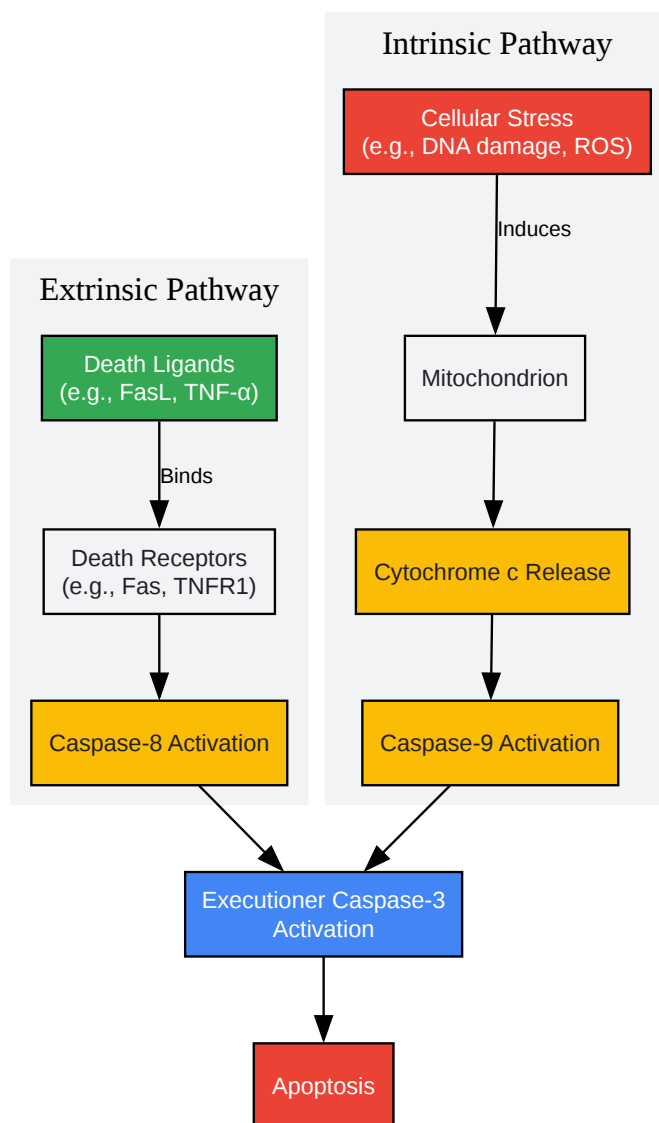 Intrinsic Pathway
Cellular Stress
(e.g., DNA damage, ROS)
Induces
Mitochondrion
Cytochrome c Release
Caspase-9 Activation
Extrinsic Pathway
Death Ligands
(e.g., FasL, TNF-α)
Binds
Death Receptors
(e.g., Fas, TNFR1)
Caspase-8 Activation
Executioner Caspase-3
Activation
Apoptosis